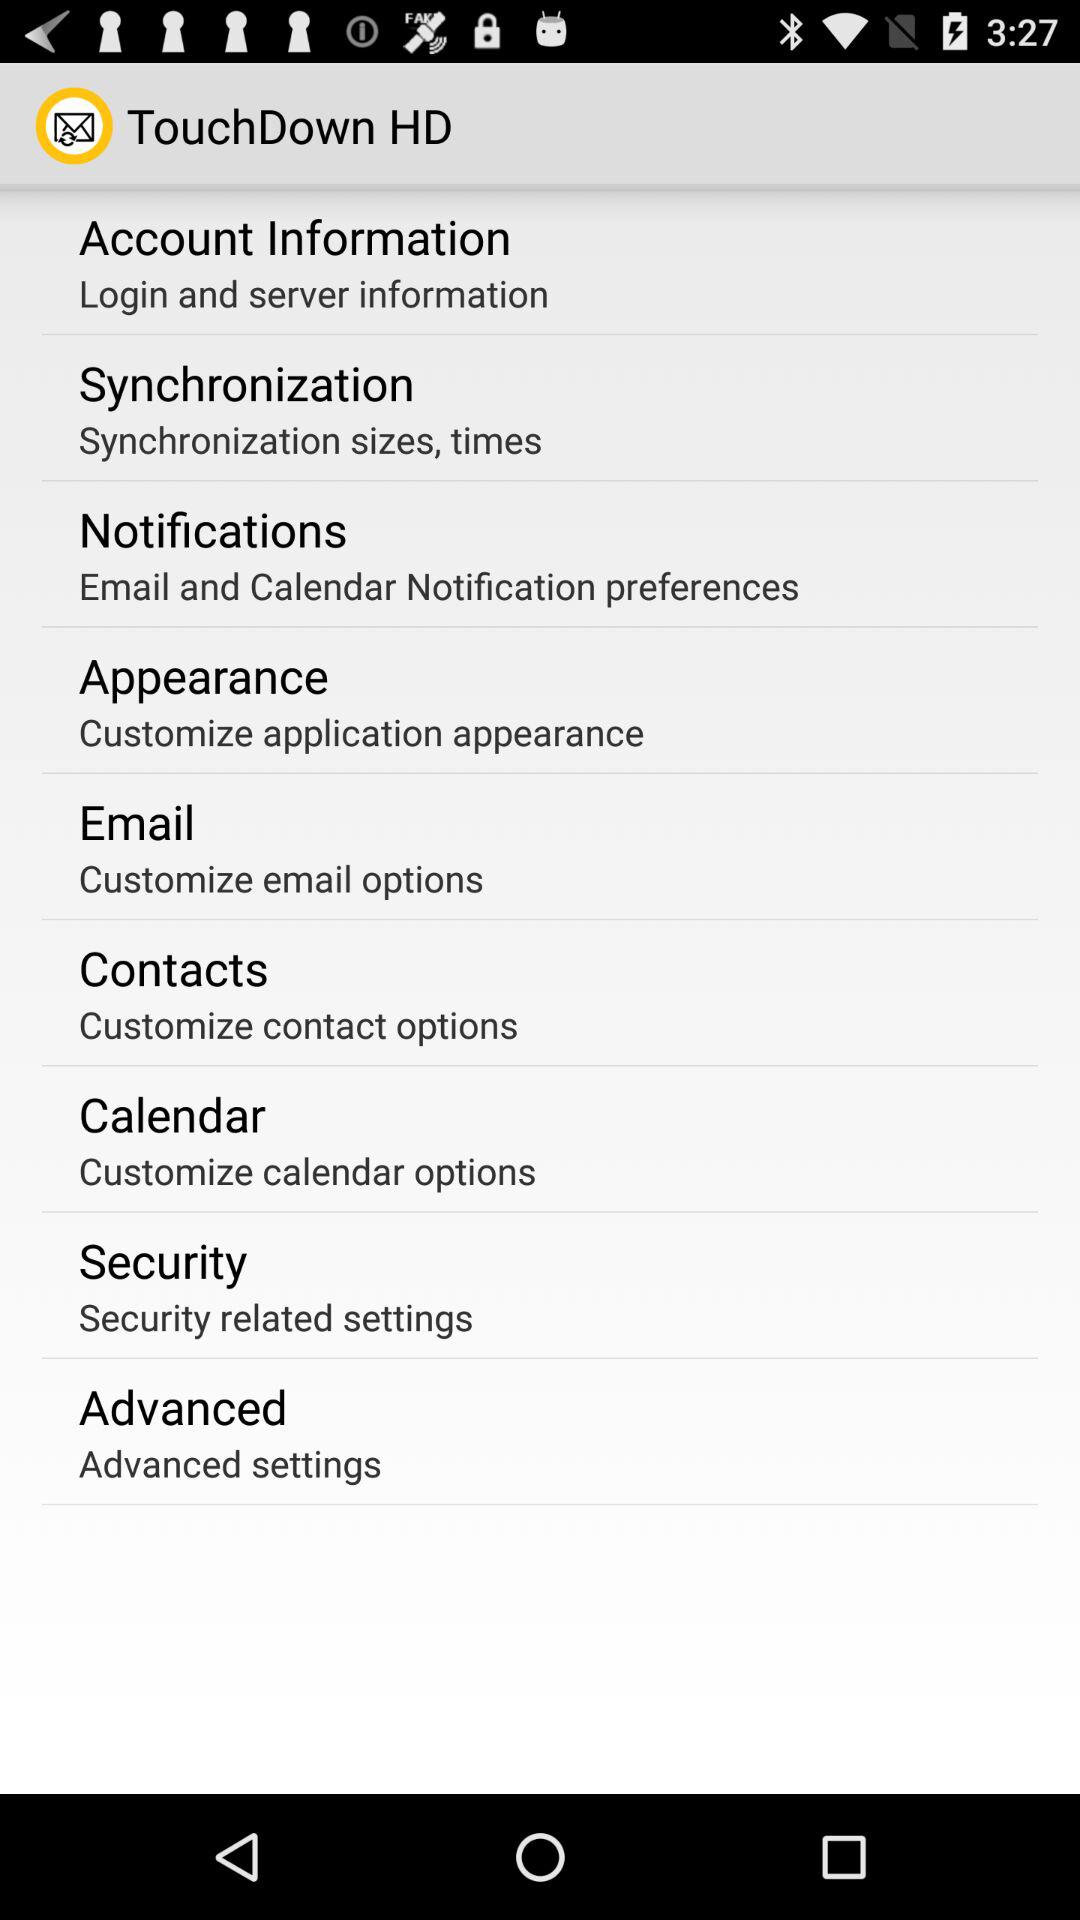 FAKE 3:27
TouchDown HD
Account Information
Login and server information
Synchronization
Synchronization sizes, times
Notifications
Email and Calendar Notification preferences
Appearance
Customize application appearance
Email
Customize email options
Contacts
Customize contact options
Calendar
Customize calendar options
Security
Security related settings
Advanced
Advanced settings